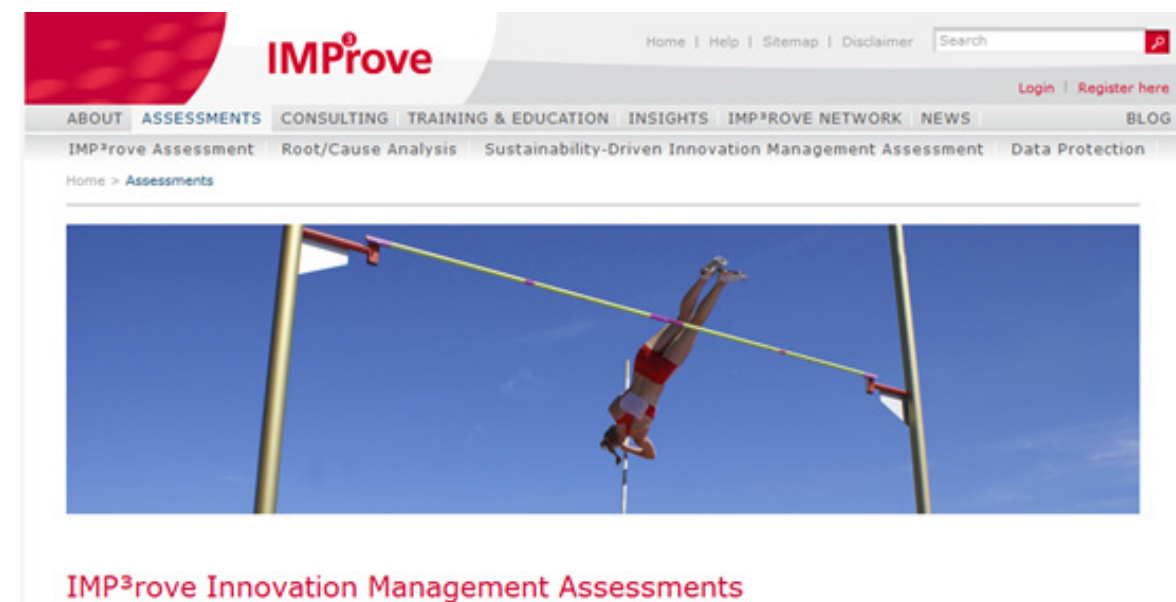 IMP³rove
Home | Help | Sitemap | Disclaimer Search
Login | Register here
ABOUT ASSESSMENTS CONSULTING TRAINING & EDUCATION INSIGHTS IMP³ROVE NETWORK NEWS BLOG
IMP³rove Assessment Root/Cause Analysis Sustainability-Driven Innovation Management Assessment Data Protection
Home > Assessments
IMP³rove Innovation Management Assessments